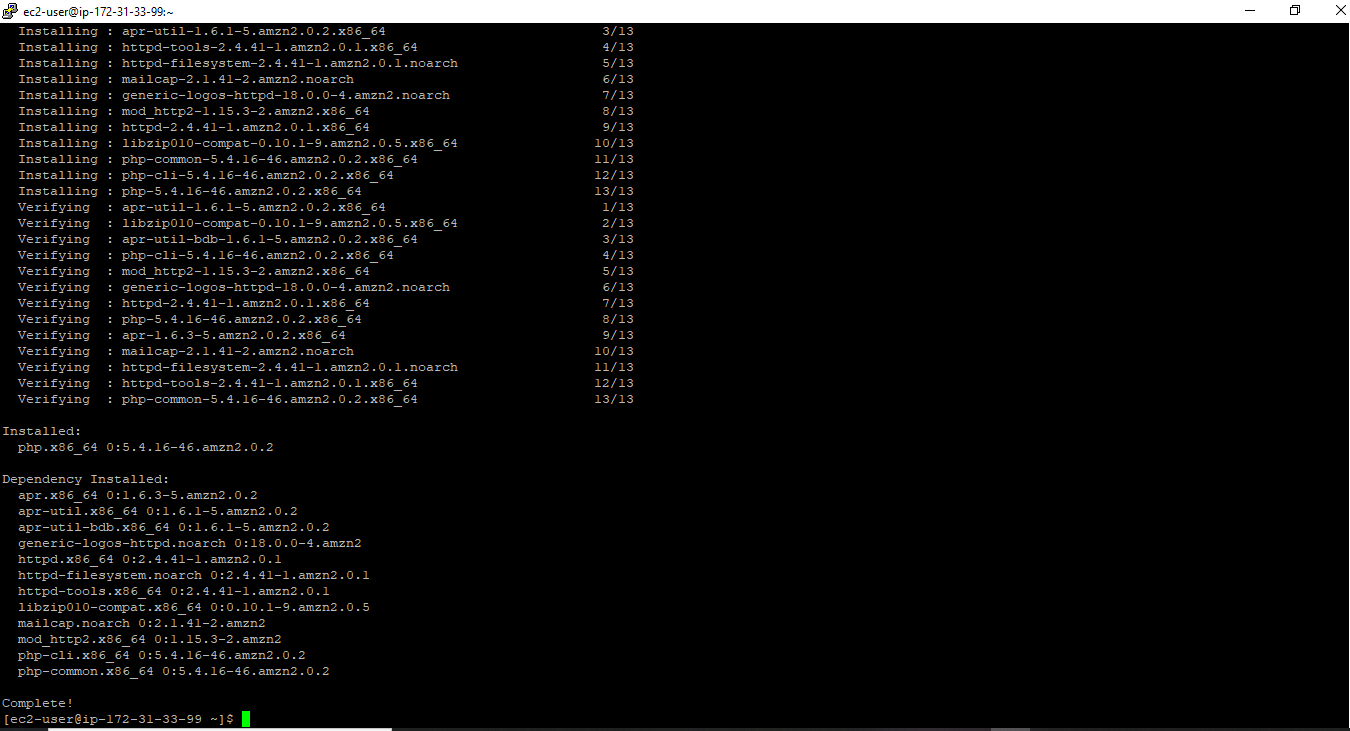 ec2-user@ip-172-31-33-99:~
Installing : apr-util-1.6.1-5.amzn2.0.2.x86_64 3/13
Installing : httpd-tools-2.4.41-1.amzn2.0.1.x86_64 4/13
Installing : httpd-filesystem-2.4.41-1.amzn2.0.1.noarch 5/13
Installing : mailcap-2.1.41-2.amzn2.noarch 6/13
Installing : generic-logos-httpd-18.0.0-4.amzn2.noarch 7/13
Installing : mod_http2-1.15.3-2.amzn2.x86_64 8/13
Installing : httpd-2.4.41-1.amzn2.0.1.x86_64 9/13
Installing : libzip010-compat-0.10.1-9.amzn2.0.5.x86_64 10/13
Installing : php-common-5.4.16-46.amzn2.0.2.x86_64 11/13
Installing : php-cli-5.4.16-46.amzn2.0.2.x86_64 12/13
Installing : php-5.4.16-46.amzn2.0.2.x86_64 13/13
Verifying : apr-util-1.6.1-5.amzn2.0.2.x86_64 1/13
Verifying : libzip010-compat-0.10.1-9.amzn2.0.5.x86_64 2/13
Verifying : apr-util-bdb-1.6.1-5.amzn2.0.2.x86_64 3/13
Verifying : php-cli-5.4.16-46.amzn2.0.2.x86_64 4/13
Verifying : mod_http2-1.15.3-2.amzn2.x86_64 5/13
Verifying : generic-logos-httpd-18.0.0-4.amzn2.noarch 6/13
Verifying : httpd-2.4.41-1.amzn2.0.1.x86_64 7/13
Verifying : php-5.4.16-46.amzn2.0.2.x86_64 8/13
Verifying : apr-1.6.3-5.amzn2.0.2.x86_64 9/13
Verifying : mailcap-2.1.41-2.amzn2.noarch 10/13
Verifying : httpd-filesystem-2.4.41-1.amzn2.0.1.noarch 11/13
Verifying : httpd-tools-2.4.41-1.amzn2.0.1.x86_64 12/13
Verifying : php-common-5.4.16-46.amzn2.0.2.x86_64 13/13
Installed:
php.x86_64 0:5.4.16-46.amzn2.0.2
Dependency Installed:
apr.x86_64 0:1.6.3-5.amzn2.0.2
apr-util.x86_64 0:1.6.1-5.amzn2.0.2
apr-util-bdb.x86_64 0:1.6.1-5.amzn2.0.2
generic-logos-httpd.noarch 0:18.0.0-4.amzn2
httpd.x86_64 0:2.4.41-1.amzn2.0.1
httpd-filesystem.noarch 0:2.4.41-1.amzn2.0.1
httpd-tools.x86_64 0:2.4.41-1.amzn2.0.1
libzip010-compat.x86_64 0:0.10.1-9.amzn2.0.5
mailcap.noarch 0:2.1.41-2.amzn2
mod_http2.x86_64 0:1.15.3-2.amzn2
php-cli.x86_64 0:5.4.16-46.amzn2.0.2
php-common.x86_64 0:5.4.16-46.amzn2.0.2
Complete!
[ec2-user@ip-172-31-33-99 ~]$